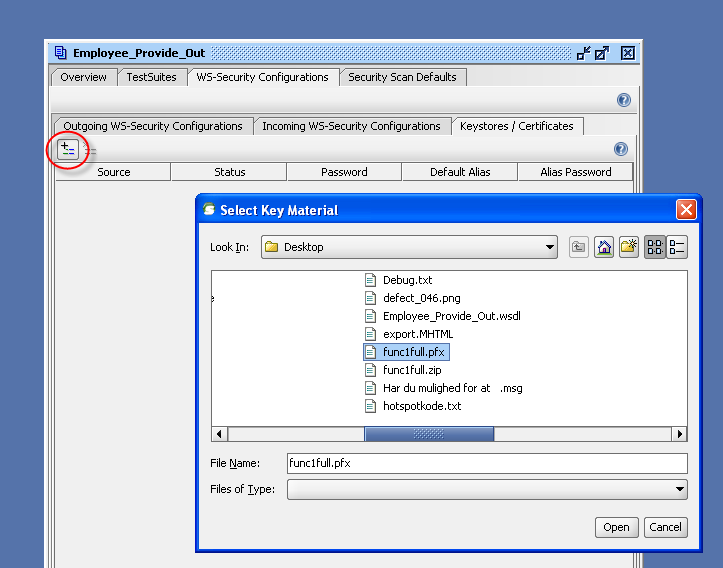 Employee_Provide_Out
Overview TestSuites WS-Security Configurations Security Scan Defaults
Outgoing WS-Security Configurations Incoming WS-Security Configurations Keystores / Certificates
Source Status Password Default Alias Alias Password
Select Key Material
Look In: Desktop
Debug.txt
defect_046.png
Employee_Provide_Out.wsdl
export.MHTML
func1full.pfx
func1full.zip
Har du mulighed for at .msg
hotspotkode.txt
File Name: func1full.pfx
Files of Type:
Open Cancel